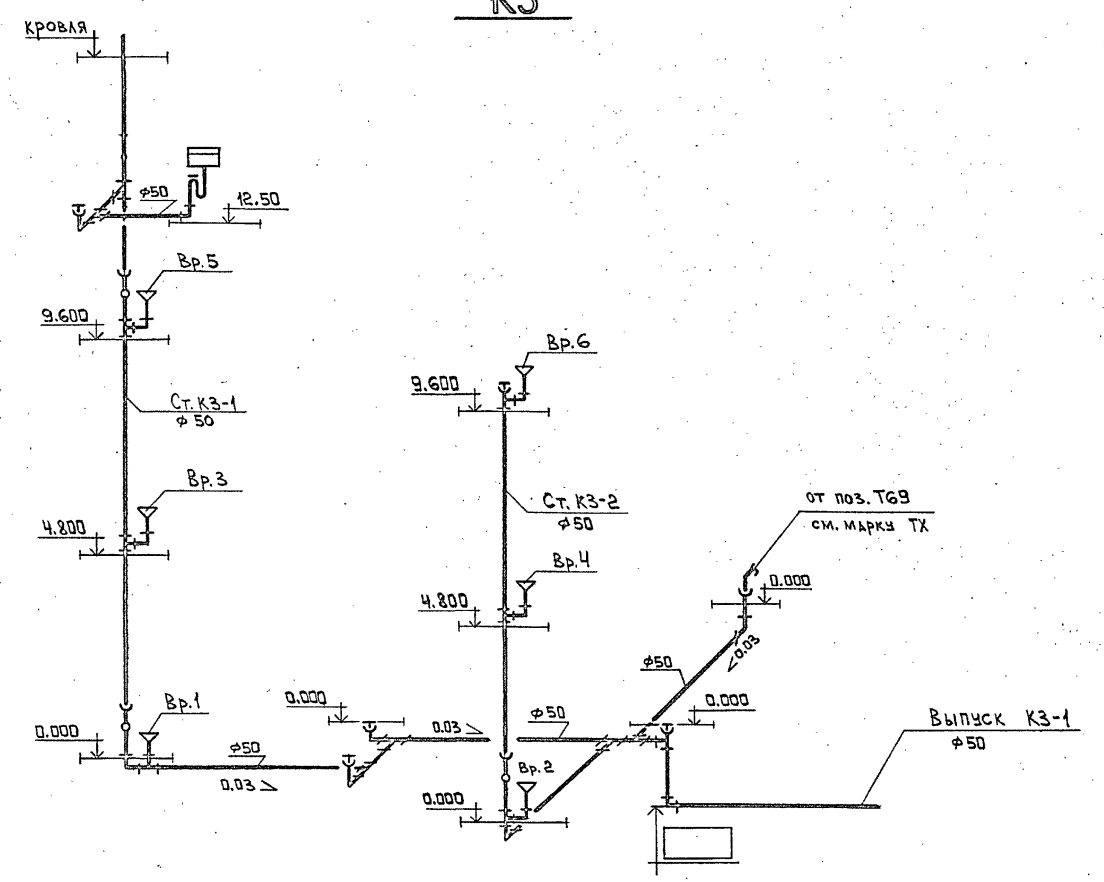 К3
КРОВЛЯ
ф50
12.50
Вр.5
9.600
Ст.К3-1
ф 50
Вр.3
4.800
Вр.1
0.000
ф50
0.03
0.000
0.03
ф50
Вр.6
9.600
Ст.К3-2
ф50
Вр.4
4.800
Вр.2
0.000
от поз.Т69
см. марку ТХ
0.000
0.03
ф50
0.000
Выпуск К3-1
ф50